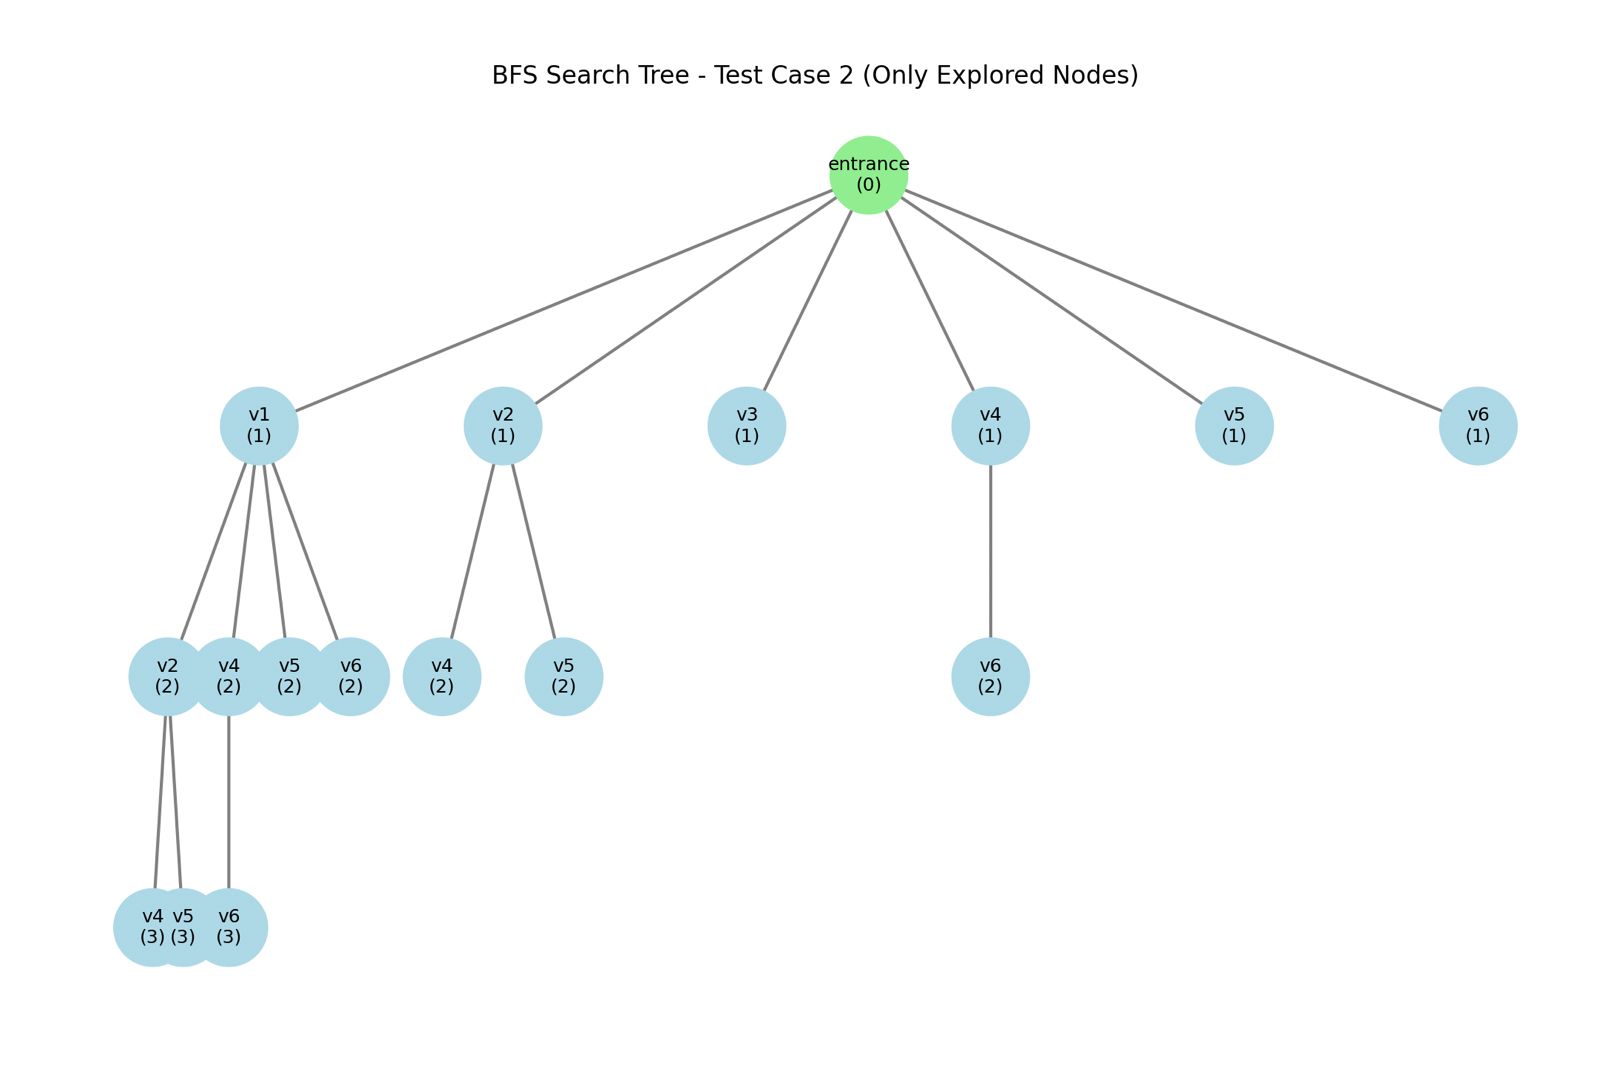 BFS Search Tree - Test Case 2 (Only Explored Nodes)
entrance
(0)
v1
(1)
v2
(1)
v3
(1)
v4
(1)
v5
(1)
v6
(1)
v2
(2)
v4
(2)
v5
(2)
v6
(2)
v4
(2)
v5
(2)
v6
(2)
v4
(3)
v5
(3)
v6
(3)